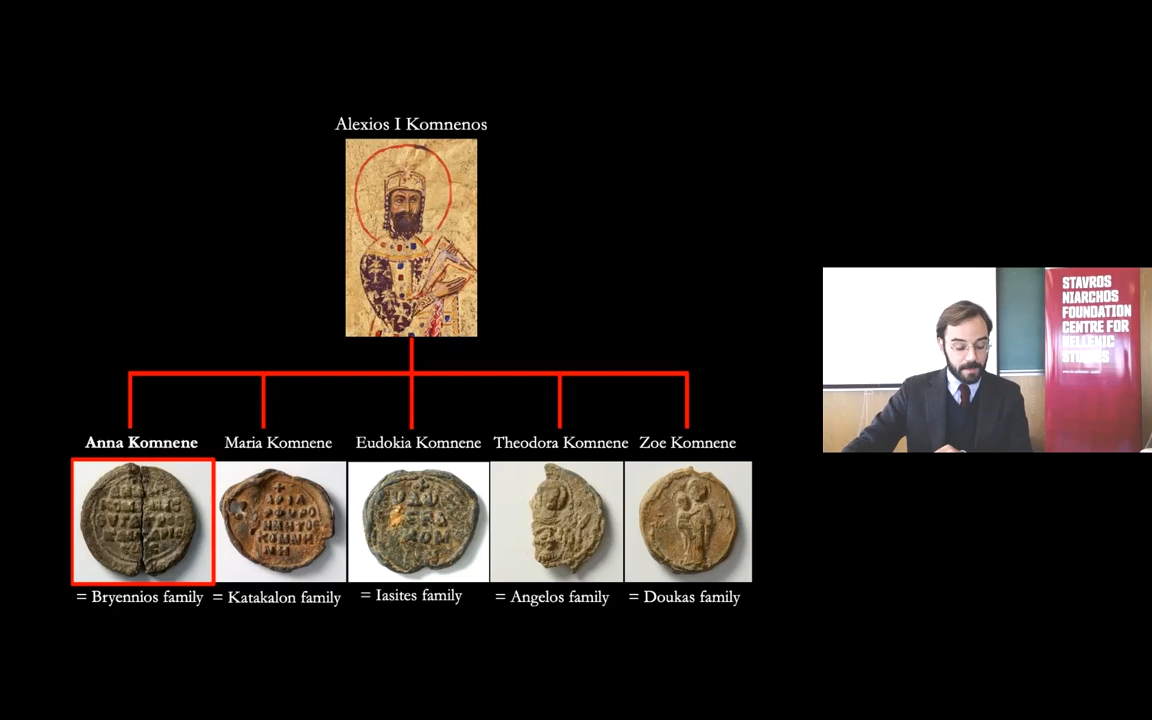 Alexios I Komnenos
Anna Komnene
Maria Komnene
Eudokia Komnene
Theodora Komnene
Zoe Komnene
= Bryennios family
= Katakalon family
= Iasites family
= Angelos family
= Doukas family
STAVROS
NIARCHOS
FOUNDATION
CENTRE FOR
HELLENIC
STUDIES